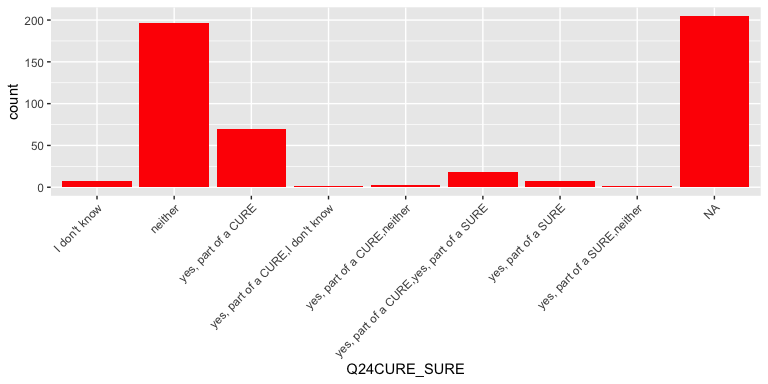 count
200
150
100
50
0
I don't know
neither
yes, part of a CURE
yes, part of a CURE,I don't know
yes, part of a CURE,neither
yes, part of a CURE,yes, part of a SURE
yes, part of a SURE
yes, part of a SURE,neither
NA
Q24CURE_SURE